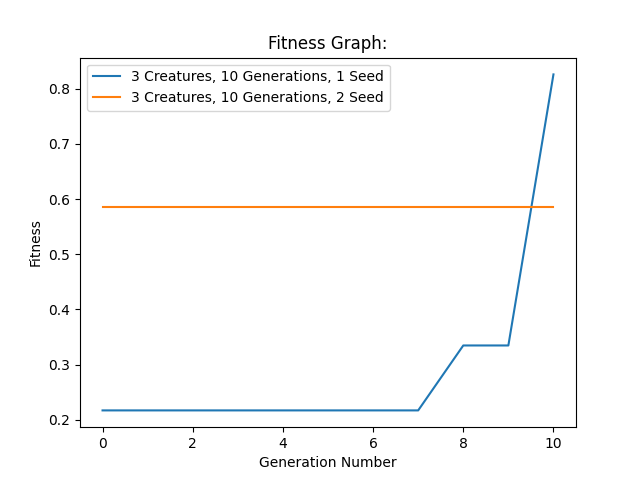 Fitness Graph:
3 Creatures, 10 Generations, 1 Seed
3 Creatures, 10 Generations, 2 Seed
0.8
0.7
0.6
0.5
0.4
0.3
0.2
Fitness
0 2 4 6 8 10
Generation Number